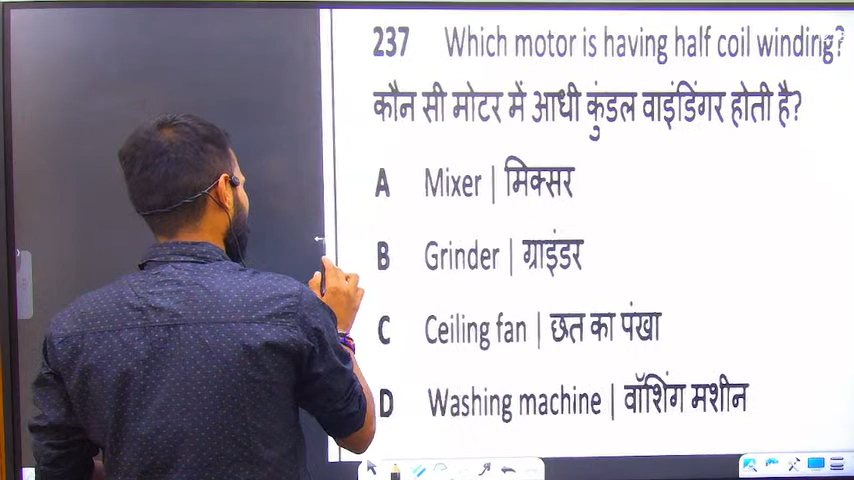 237 Which motor is having half coil winding?
कौन सी मोटर में आधी कुंडल वाइंडिंगर होती है?
A Mixer | मिक्सर
B Grinder | ग्राइंडर
C Ceiling fan | छत का पंखा
D Washing machine | वॉशिंग मशीन